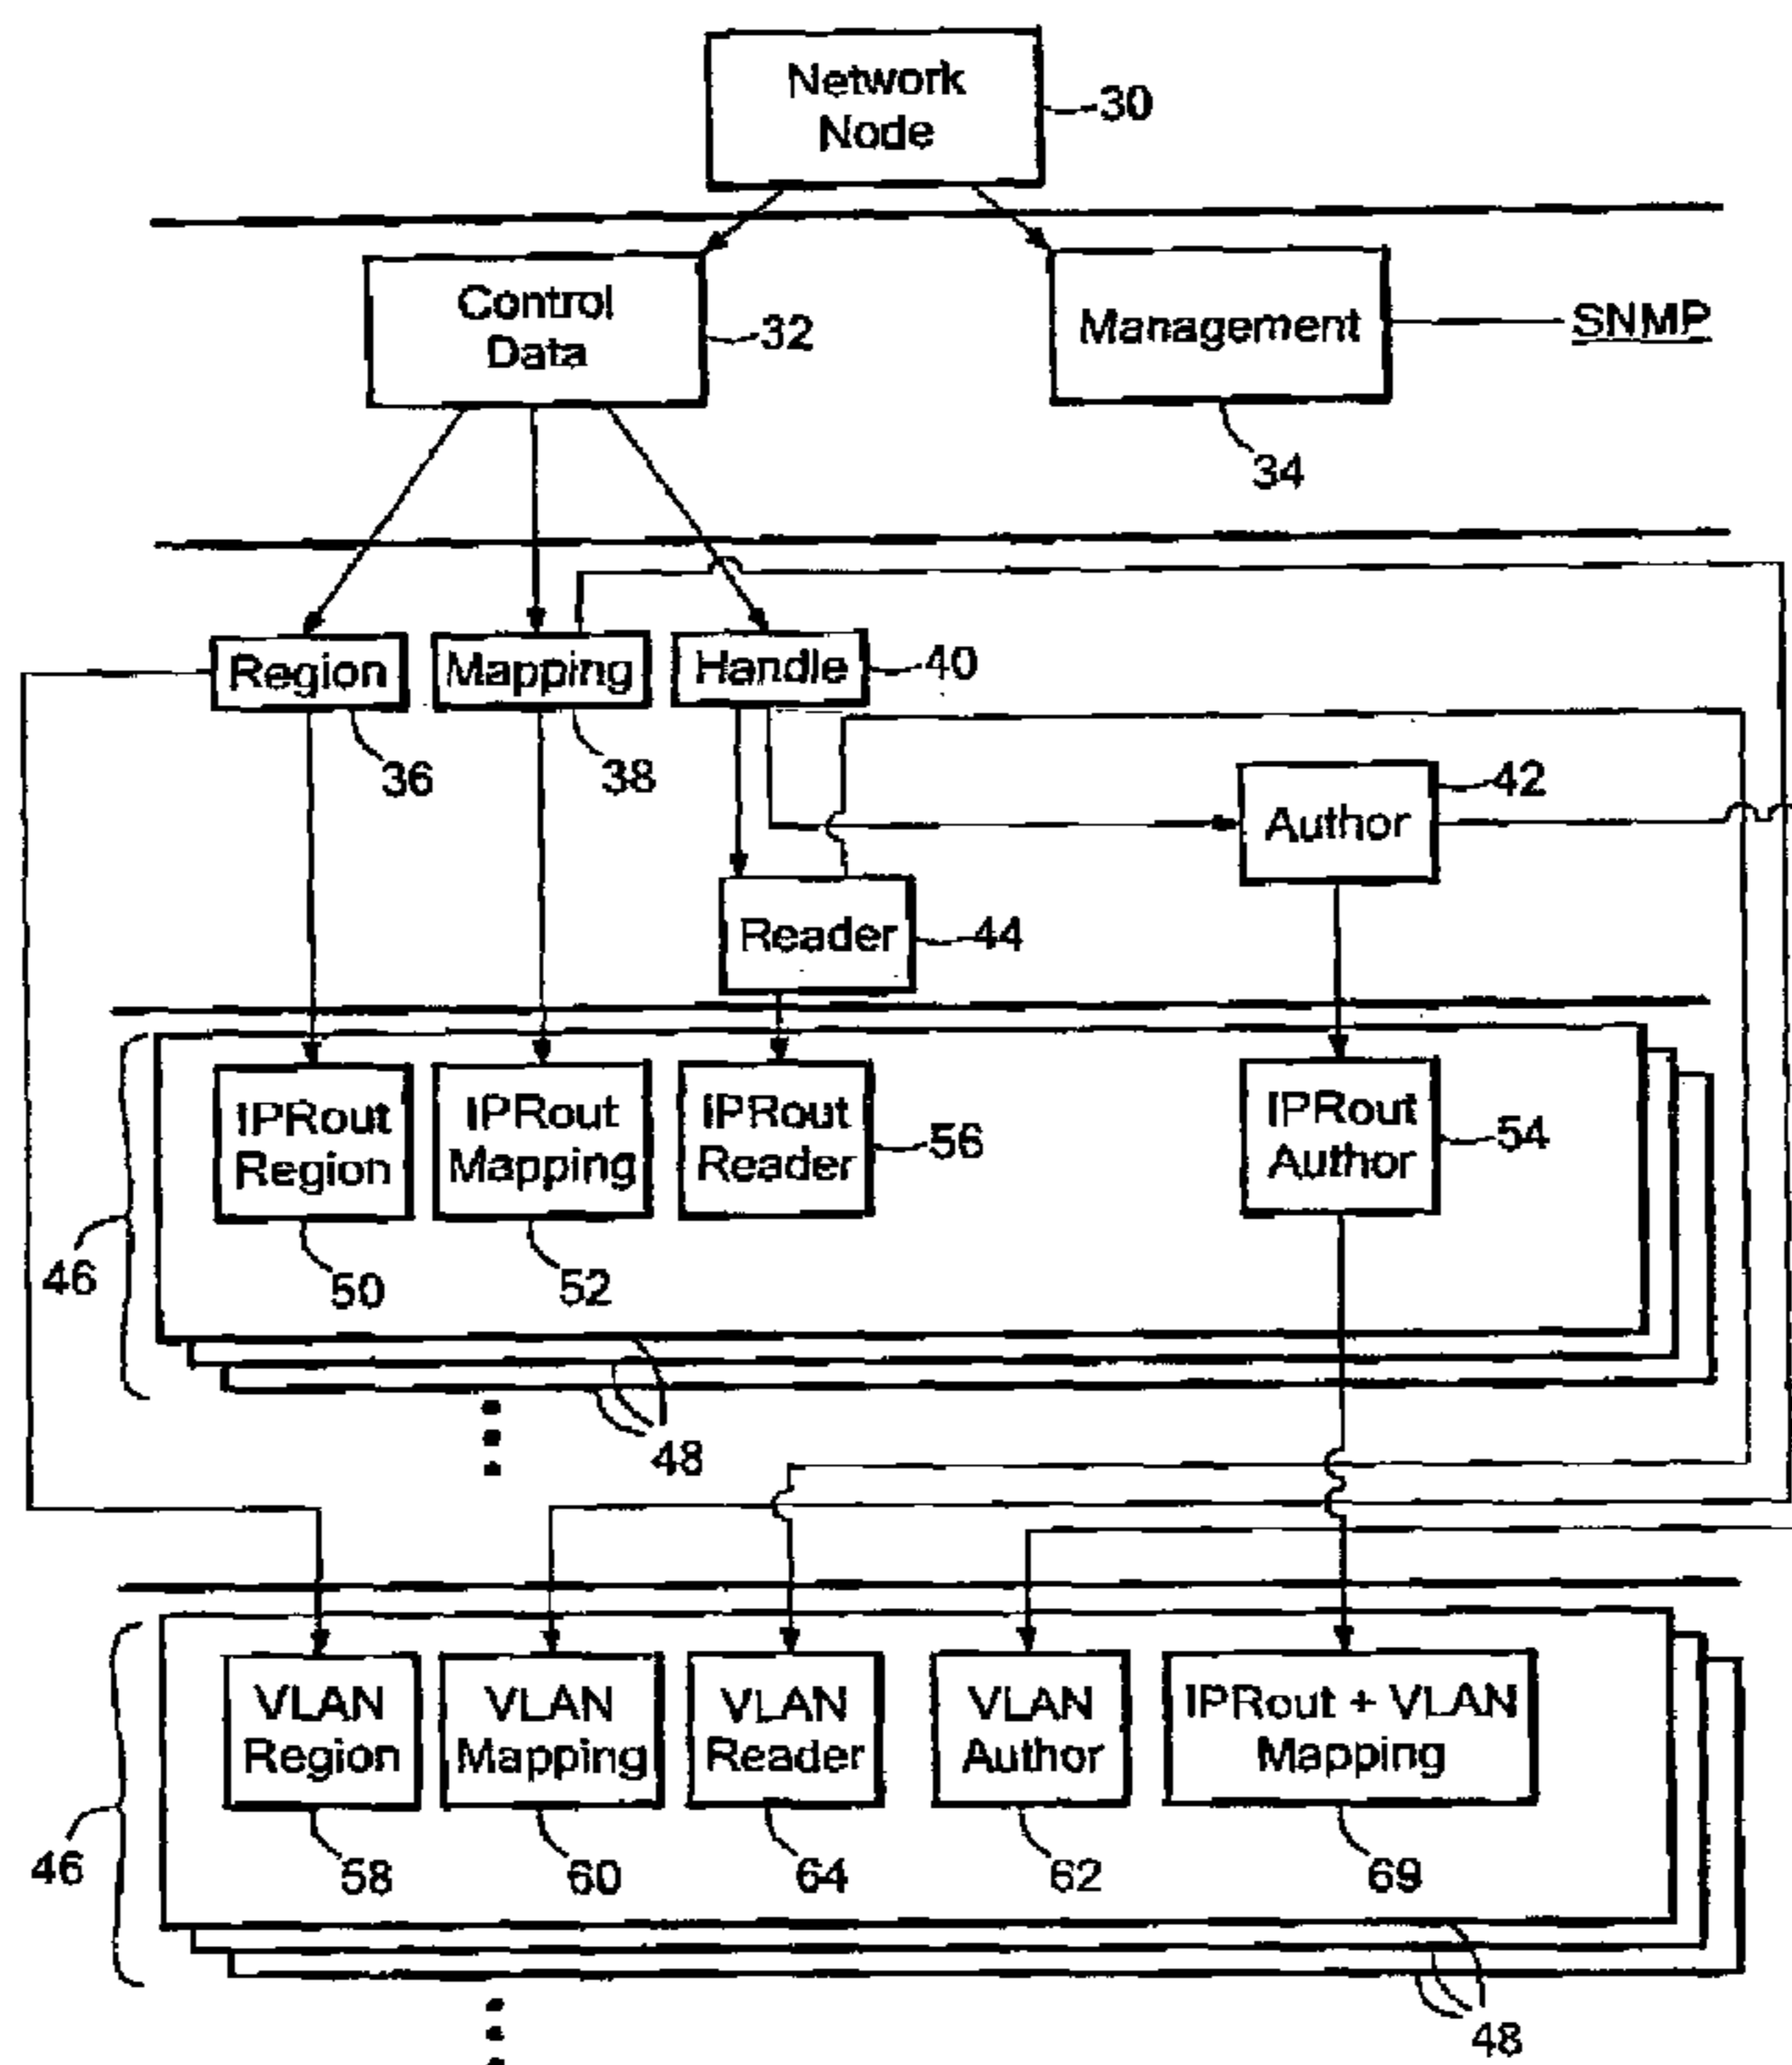 Network
Node
30
Control
Data
32
Management
SNMP
34
Region
Mapping
Handle
40
36
38
Author
42
Reader
44
IPRout
Region
IPRout
Mapping
IPRout
Reader
56
IPRout
Author
54
46
50
52
48
VLAN
Region
VLAN
Mapping
VLAN
Reader
VLAN
Author
IPRout + VLAN
Mapping
46
58
60
64
62
69
48